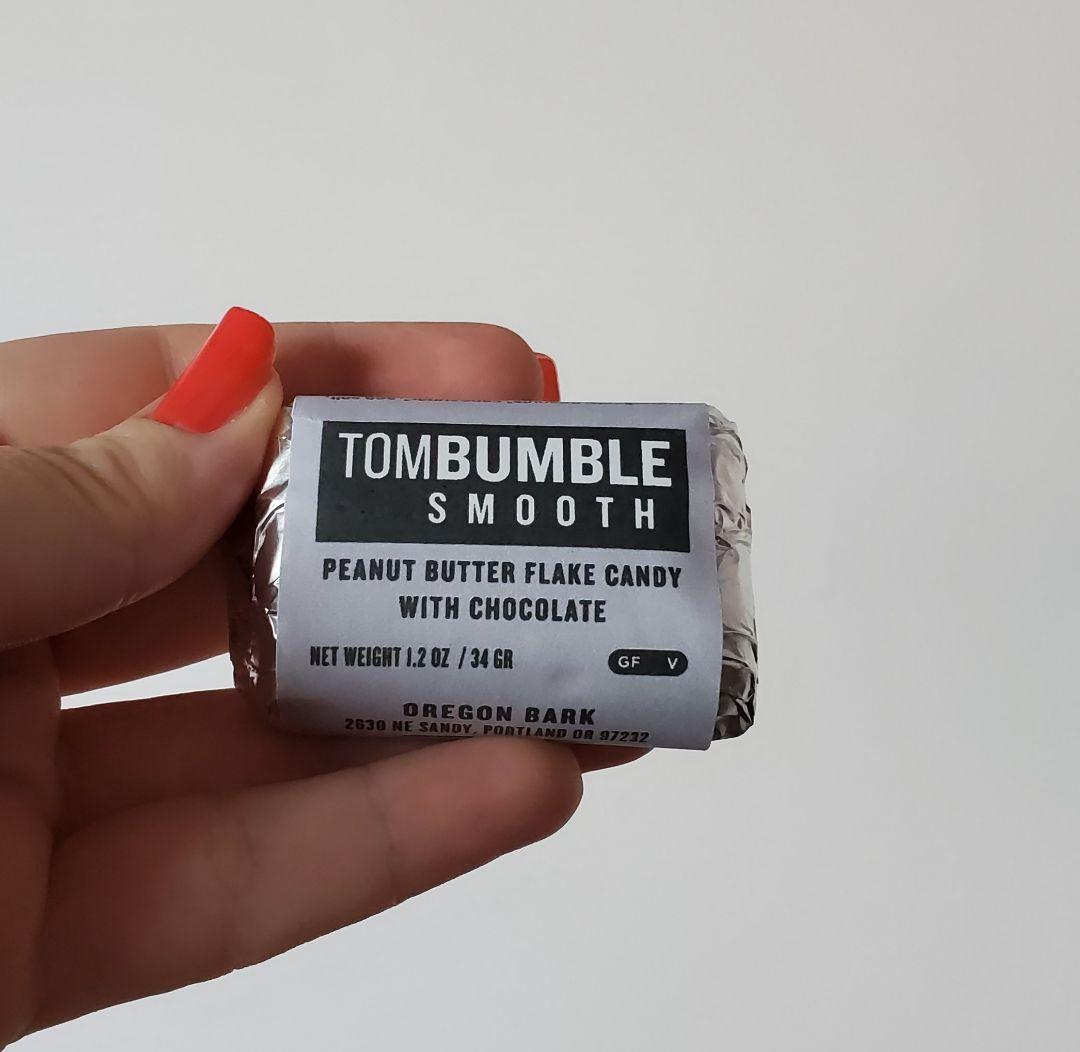 TOMBUMBLE
SMOOTH
PEANUT BUTTER FLAKE CANDY
WITH CHOCOLATE
NET WEIGHT 1.2 OZ / 34 GR
GF V
OREGON BARK
2630 NE SANDY, PORTLAND OR 97232